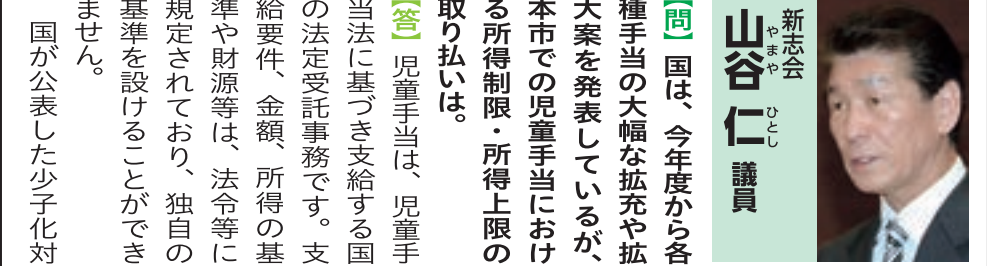 新志会
山谷 仁 議員
やまや ひとし
【問】 国は、今年度から各
種手当の大幅な拡充や拡
大案を発表しているが、
本市での児童手当におけ
る所得制限・所得上限の
取り払いは。
【答】 児童手当は、児童手
当法に基づき支給する国
の法定受託事務です。支
給要件、金額、所得の基
準や財源等は、法令等に
規定されており、独自の
基準を設けることができ
ません。
国が公表した少子化対